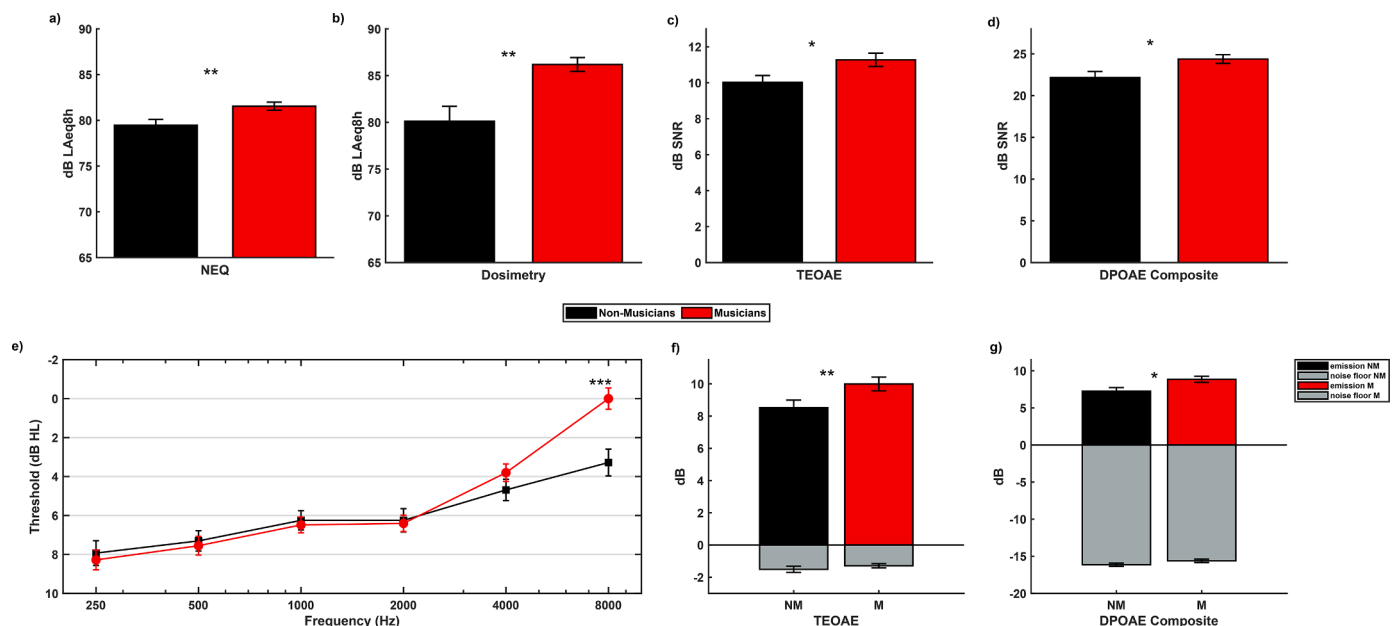 a)
90
85
80
75
70
65
dB LAeq8h
**
NEQ
b)
90
85
80
75
70
65
dB LAeq8h
**
Dosimetry
c)
12
10
8
6
4
2
0
dB SNR
*
TEOAE
d)
25
20
15
10
5
0
dB SNR
*
DPOAE Composite
Non-Musicians Musicians
e)
-2
0
2
4
6
8
10
Threshold (dB HL)
***
250 500 1000 2000 4000 8000
Frequency (Hz)
f)
10
8
6
4
2
0
-2
dB
**
NM M
TEOAE
g)
10
5
0
-5
-10
-15
-20
dB
*
NM M
DPOAE Composite
emission NM
noise floor NM
emission M
noise floor M